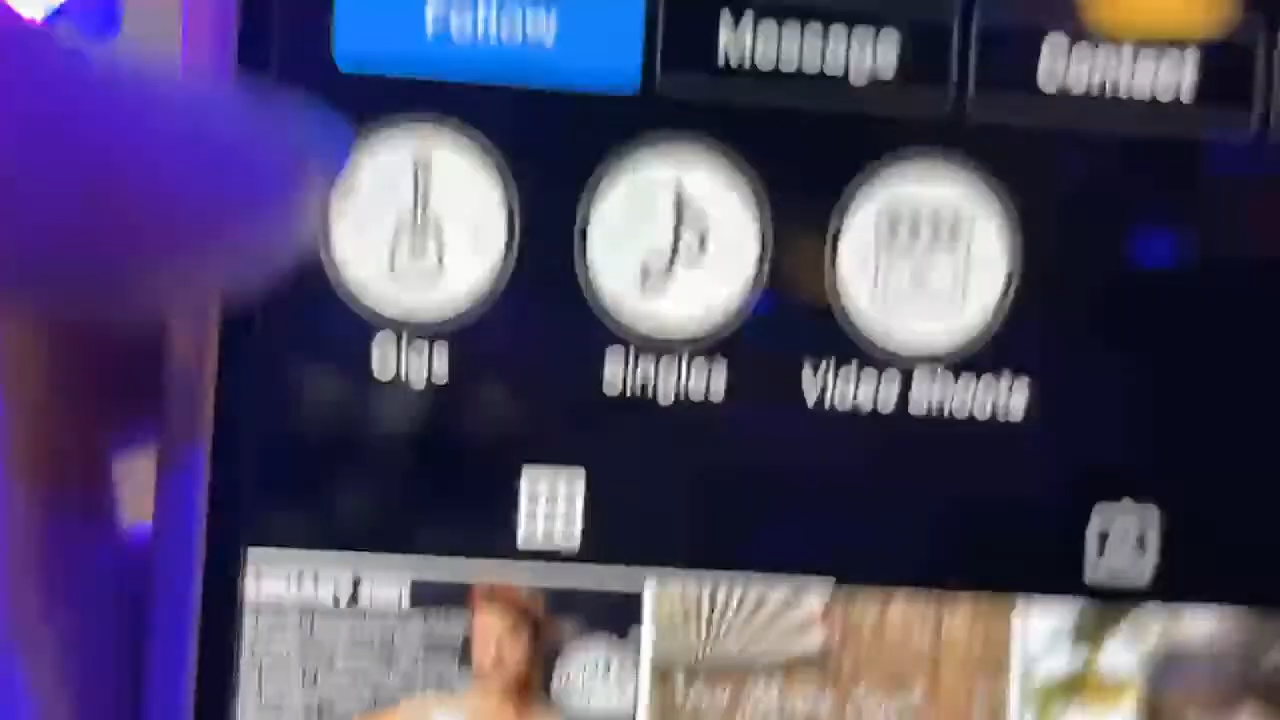 Follow
Message
Contact
Gigs
Singles
Video Shoots